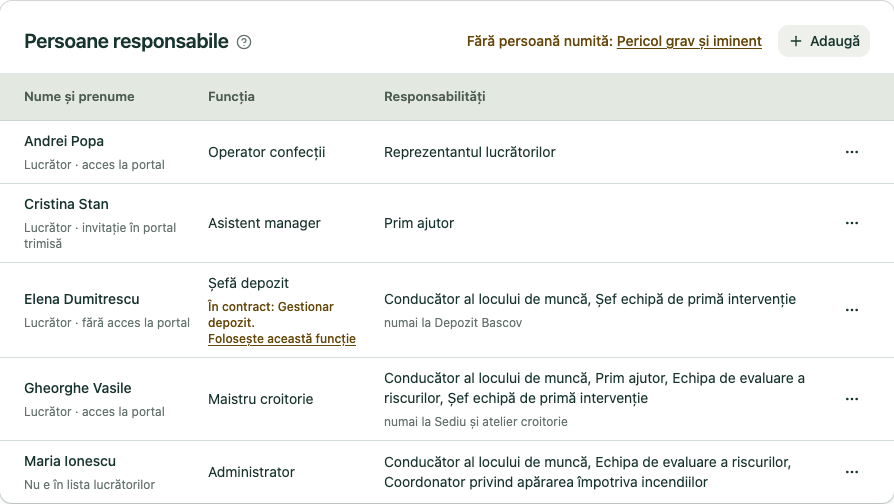 Persoane responsabile ?
Fără persoană numită: Pericol grav și iminent
+ Adaugă
Nume și prenume Funcția Responsabilități
Andrei Popa
Lucrător · acces la portal
Operator confecții
Reprezentantul lucrătorilor
...
Cristina Stan
Lucrător · invitație în portal
trimisă
Asistent manager
Prim ajutor
...
Elena Dumitrescu
Lucrător · fără acces la portal
Șefă depozit
În contract: Gestionar
depozit.
Folosește această funcție
Conducător al locului de muncă, Șef echipă de primă intervenție
numai la Depozit Bascov
...
Gheorghe Vasile
Lucrător · acces la portal
Maistru croitorie
Conducător al locului de muncă, Prim ajutor, Echipa de evaluare a
riscurilor, Șef echipă de primă intervenție
numai la Sediu și atelier croitorie
...
Maria Ionescu
Nu e în lista lucrătorilor
Administrator
Conducător al locului de muncă, Echipa de evaluare a riscurilor,
Coordonator privind apărarea împotriva incendiilor
...